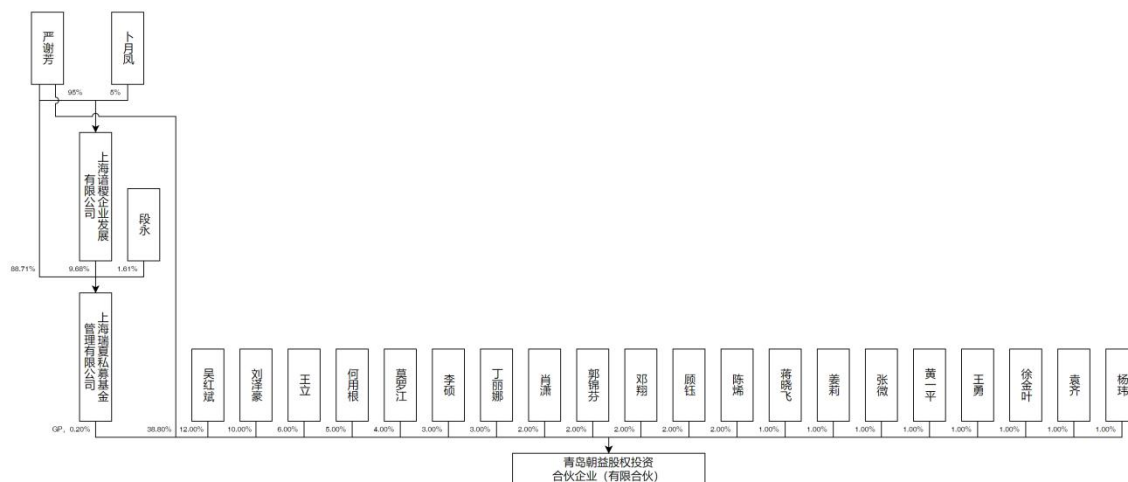 严谢芳
卜月凤
95%
5%
上海谙稷企业发展
有限公司
段永
88.71%
9.68%
1.61%
上海瑞夏私募基金
管理有限公司
吴红斌
刘泽豪
王立
何用根
莫罗江
李硕
丁丽娜
肖潇
郭锦芬
邓翔
顾钰
陈烯
蒋晓飞
姜莉
张微
黄一平
王勇
徐金叶
袁齐
杨玮
GP，0.20%
38.80%
12.00%
10.00%
6.00%
5.00%
4.00%
3.00%
3.00%
2.00%
2.00%
2.00%
2.00%
2.00%
1.00%
1.00%
1.00%
1.00%
1.00%
1.00%
1.00%
1.00%
青岛朝益股权投资
合伙企业（有限合伙）